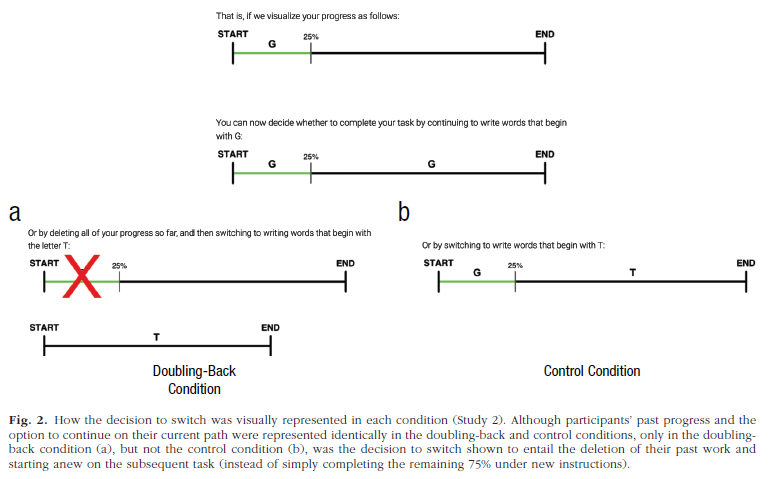 That is, if we visualize your progress as follows:
START
G
25%
END
You can now decide whether to complete your task by continuing to write words that begin
with G:
START
G
25%
G
END
a
Or by deleting all of your progress so far, and then switching to writing words that begin with
the letter T:
START
25%
END
START
T
END
Doubling-Back
Condition
b
Or by switching to write words that begin with T:
START
G
25%
T
END
Control Condition
Fig. 2. How the decision to switch was visually represented in each condition (Study 2). Although participants' past progress and the
option to continue on their current path were represented identically in the doubling-back and control conditions, only in the doubling-
back condition (a), but not the control condition (b), was the decision to switch shown to entail the deletion of their past work and
starting anew on the subsequent task (instead of simply completing the remaining 75% under new instructions).